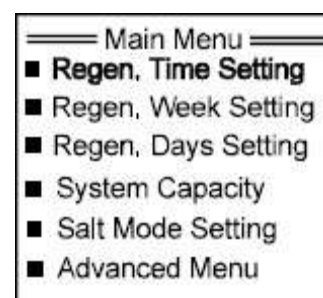 Main Menu
■ Regen, Time Setting
■ Regen, Week Setting
■ Regen, Days Setting
■ System Capacity
■ Salt Mode Setting
■ Advanced Menu